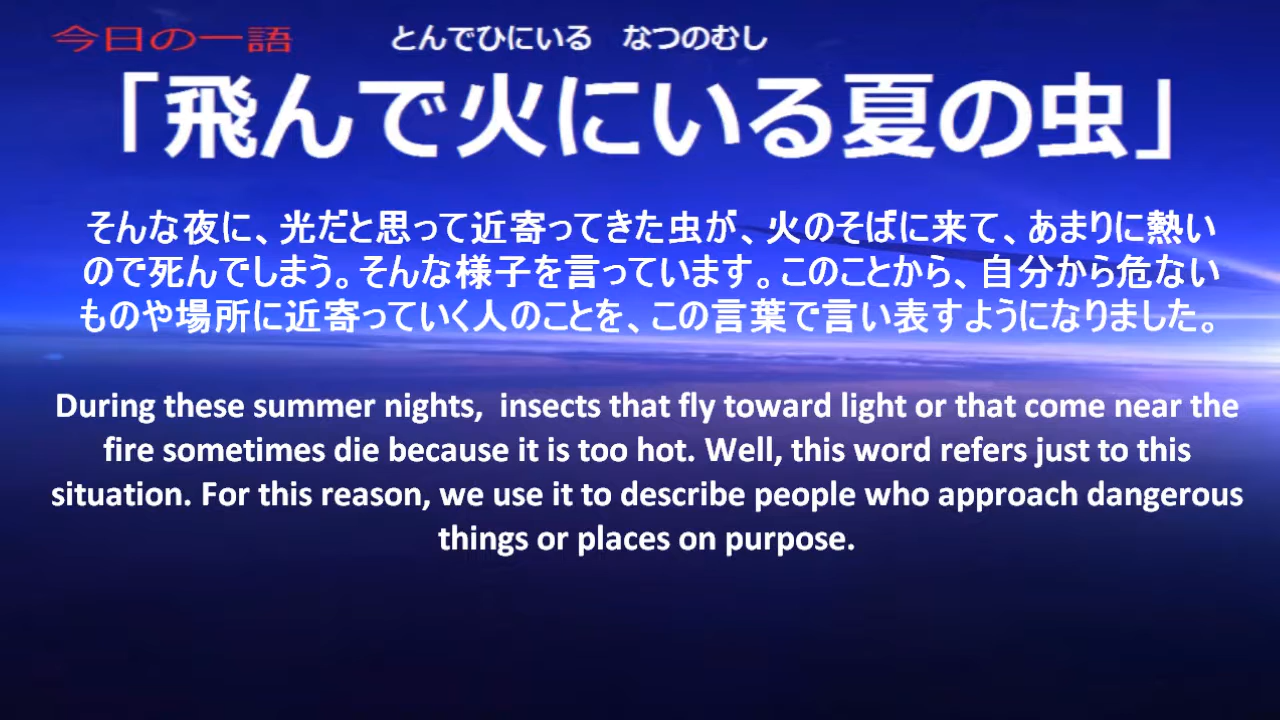 今日の一語
とんでひにいる なつのむし
「飛んで火にいる夏の虫」
そんな夜に、光だと思って近寄ってきた虫が、火のそばに来て、あまりに熱い
ので死んでしまう。そんな様子を言っています。このことから、自分から危ない
ものや場所に近寄っていく人のことを、この言葉で言い表すようになりました。
During these summer nights,  insects that fly toward light or that come near the
fire sometimes die because it is too hot. Well, this word refers just to this
situation. For this reason, we use it to describe people who approach dangerous
things or places on purpose.